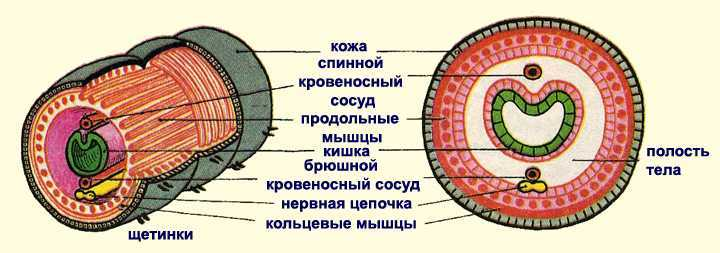 кожа
спинной
кровеносный
сосуд
продольные
мышцы
кишка
брюшной
кровеносный сосуд
нервная цепочка
кольцевые мышцы
щетинки
полость
тела